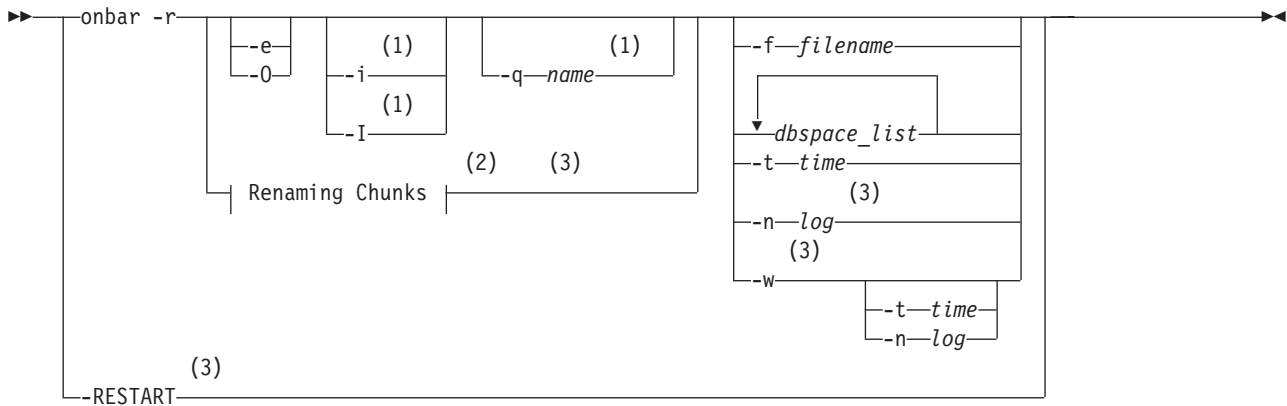 onbar -r
-e (1) (1) -f filename
-O -i -q name
(1)
-I dbspace_list
(2) (3) -t time
Renaming Chunks (3)
-n log
(3)
-w
-t time
-n log
(3)
-RESTART